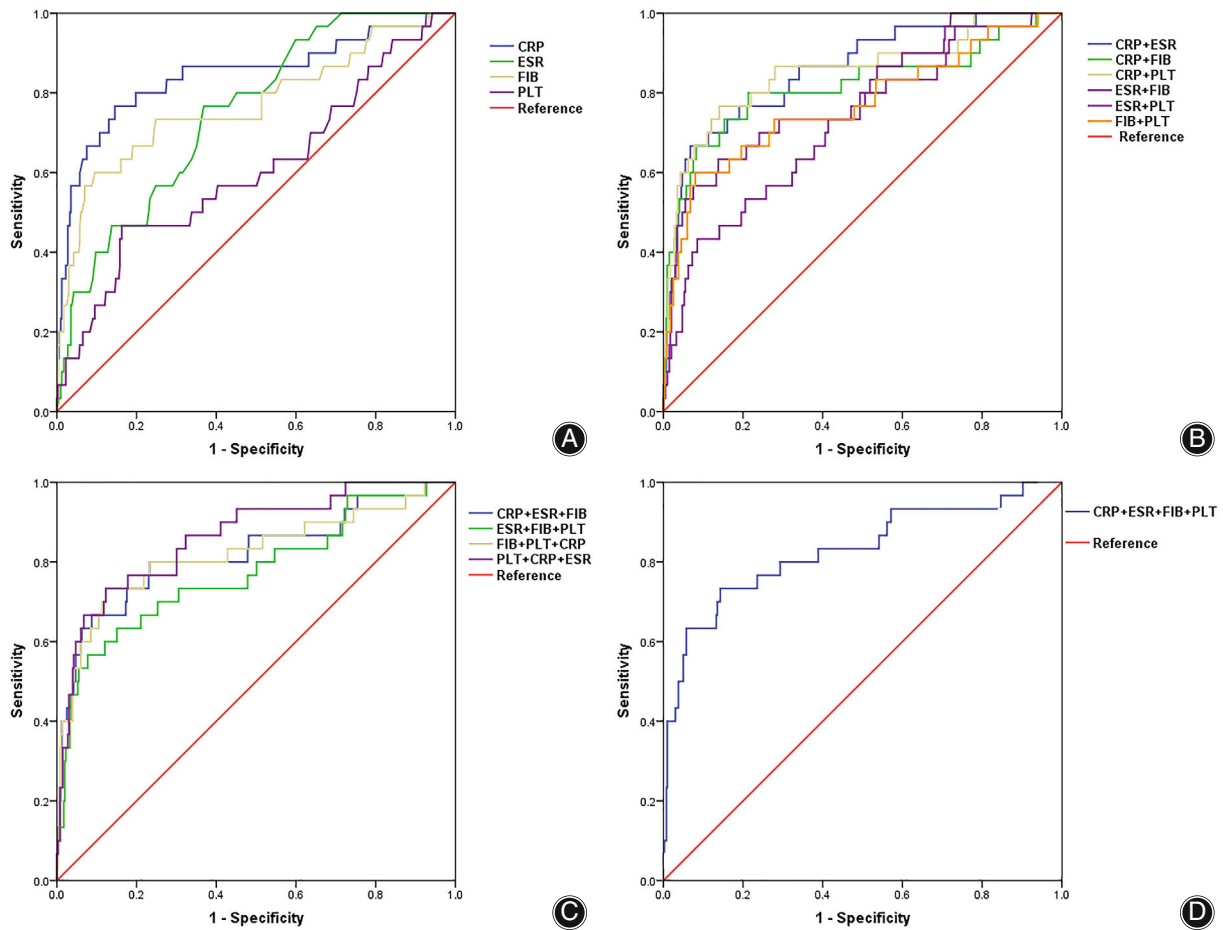 1.0
0.8
0.6
0.4
0.2
0.0
Sensitivity
0.0
0.2
0.4
0.6
0.8
1.0
1 - Specificity
CRP
ESR
FIB
PLT
Reference
A
1.0
0.8
0.6
0.4
0.2
0.0
Sensitivity
0.0
0.2
0.4
0.6
0.8
1.0
1 - Specificity
CRP+ESR
CRP+FIB
CRP+PLT
ESR+FIB
ESR+PLT
FIB+PLT
Reference
B
1.0
0.8
0.6
0.4
0.2
0.0
Sensitivity
0.0
0.2
0.4
0.6
0.8
1.0
1 - Specificity
CRP+ESR+FIB
ESR+FIB+PLT
FIB+PLT+CRP
PLT+CRP+ESR
Reference
C
1.0
0.8
0.6
0.4
0.2
0.0
Sensitivity
0.0
0.2
0.4
0.6
0.8
1.0
1 - Specificity
CRP+ESR+FIB+PLT
Reference
D